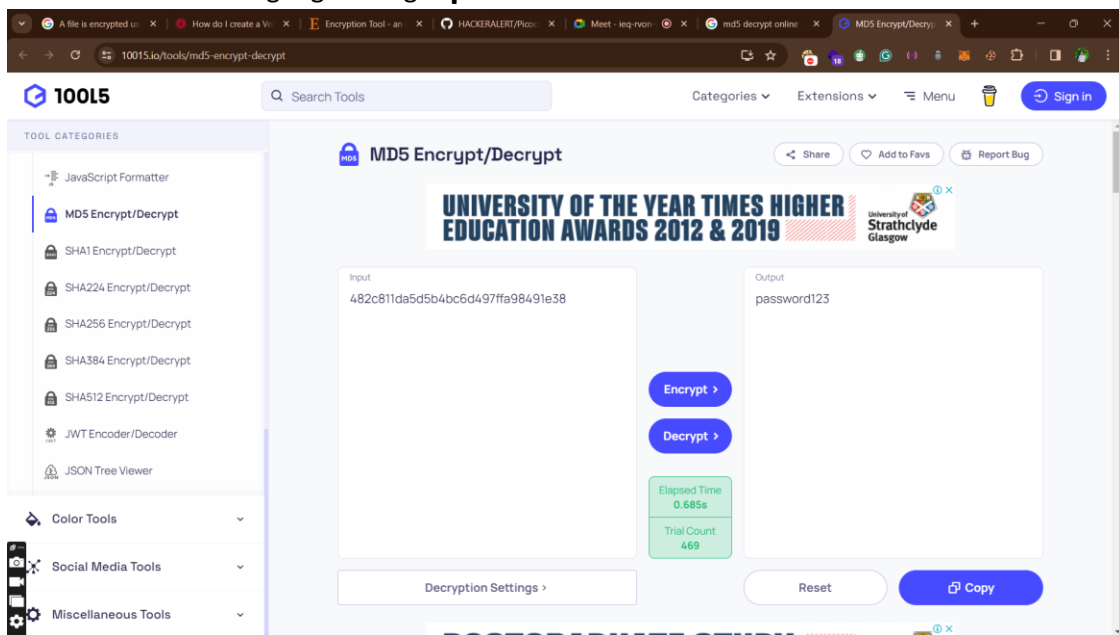 A file is encrypted us
How do I create a Ve
Encryption Tool - an
HACKERALERT/Picoc
Meet - ieq-rvon-
md5 decrypt online
MD5 Encrypt/Decryp
10015.io/tools/md5-encrypt-decrypt
18
10015
Search Tools
Categories
Extensions
Menu
Sign in
TOOL CATEGORIES
JavaScript Formatter
MD5 Encrypt/Decrypt
SHA1 Encrypt/Decrypt
SHA224 Encrypt/Decrypt
SHA256 Encrypt/Decrypt
SHA384 Encrypt/Decrypt
SHA512 Encrypt/Decrypt
JWT Encoder/Decoder
JSON Tree Viewer
Color Tools
Social Media Tools
Miscellaneous Tools
MD5 Encrypt/Decrypt
Share
Add to Favs
Report Bug
UNIVERSITY OF THE YEAR TIMES HIGHER
EDUCATION AWARDS 2012 & 2019
University of
Strathclyde
Glasgow
Input
482c811da5d5b4bc6d497ffa98491e38
Encrypt >
Decrypt >
Elapsed Time
0.685s
Trial Count
469
Output
password123
Decryption Settings >
Reset
Copy